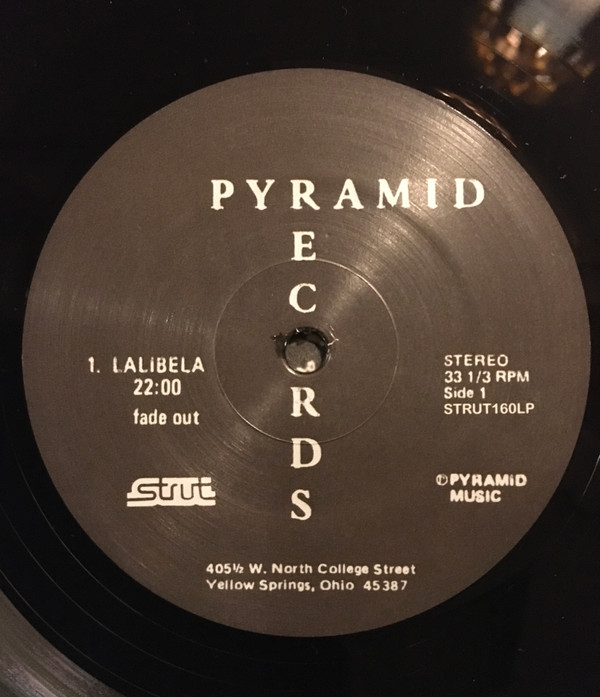 PYRAMID
RECORDS
1. LALIBELA
22:00
fade out
STEREO
33 1/3 RPM
Side 1
STRUT160LP
Strut
℗PYRAMID
MUSIC
405½ W. North College Street
Yellow Springs, Ohio 45387